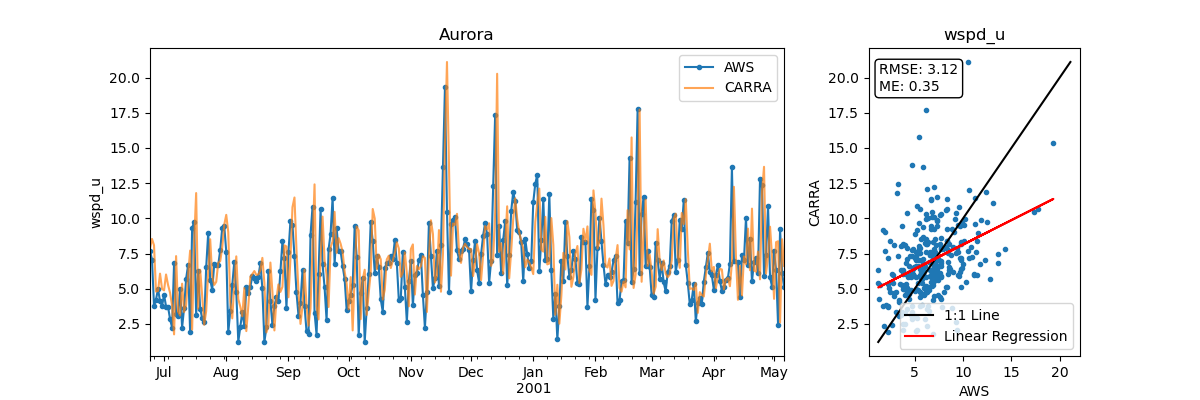 Aurora
wspd_u
20.0
17.5
15.0
12.5
10.0
7.5
5.0
2.5
wspd_u
AWS
CARRA
Jul Aug Sep Oct Nov Dec Jan Feb Mar Apr May
2001
wspd_u
20.0
17.5
15.0
12.5
10.0
7.5
5.0
2.5
CARRA
RMSE: 3.12
ME: 0.35
1:1 Line
Linear Regression
5 10 15 20
AWS